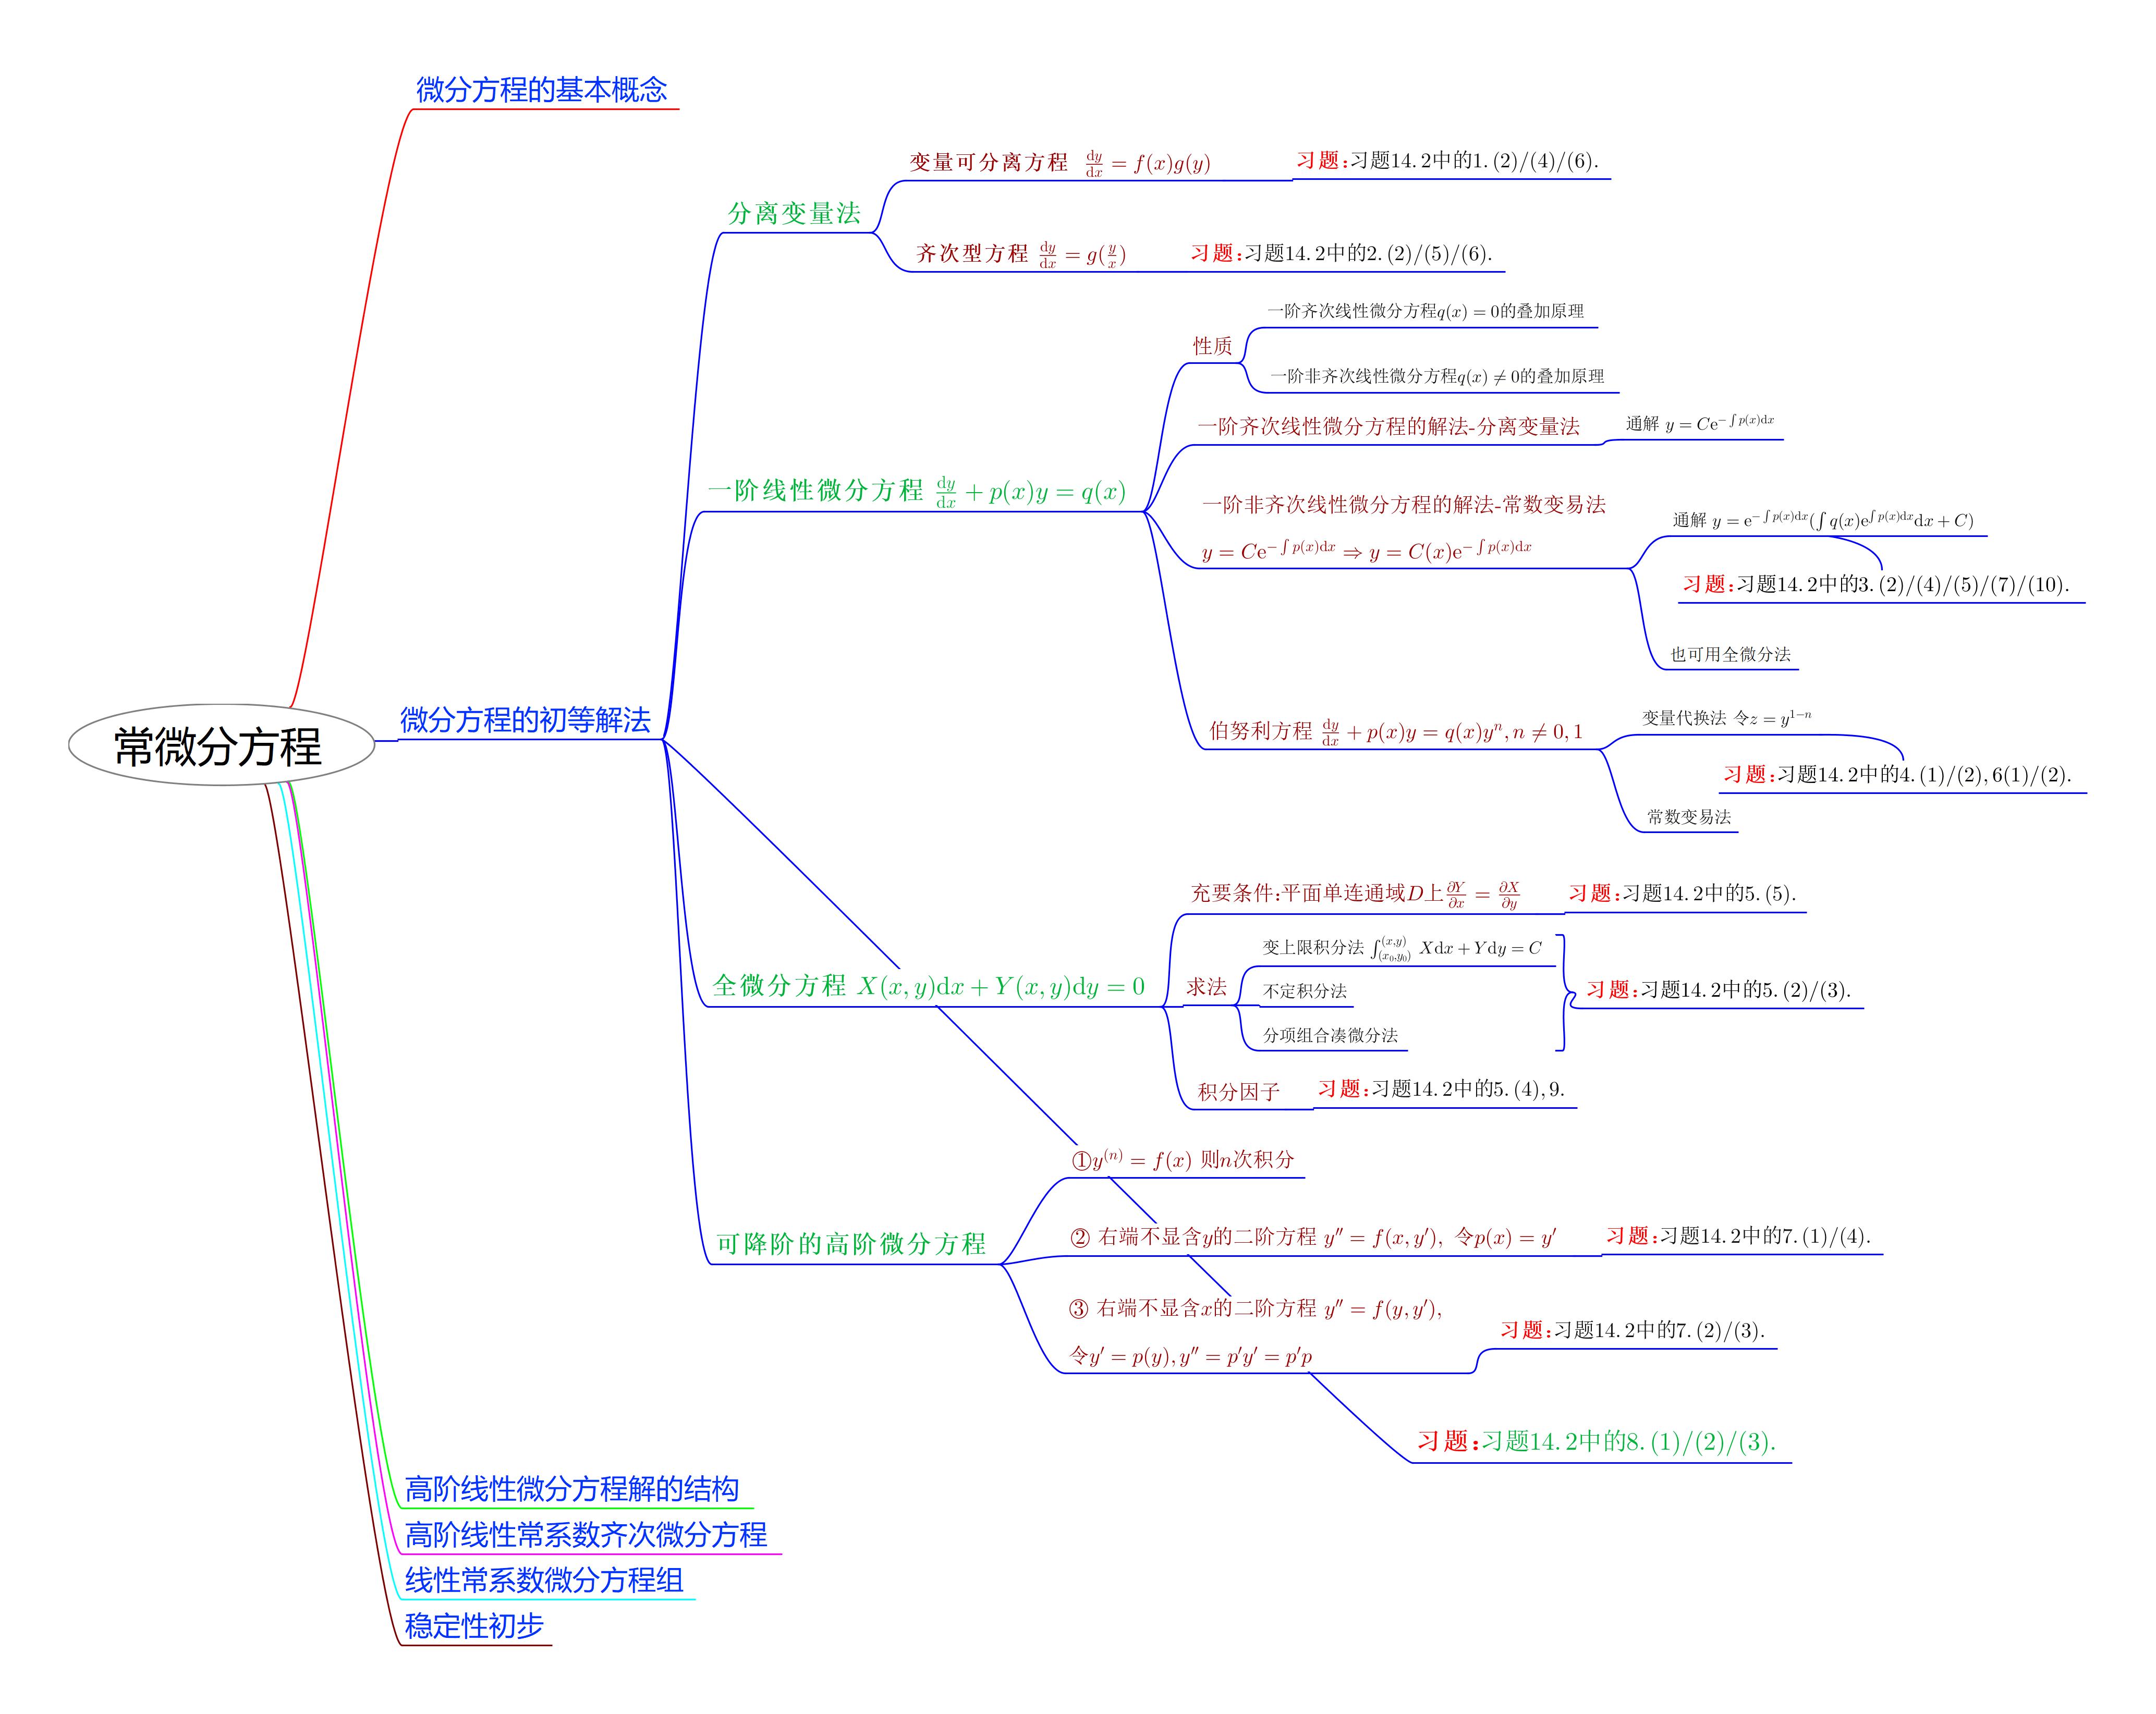 微分方程的基本概念
变量可分离方程 dy/dx = f(x)g(y)
习题:习题14.2中的1.(2)/(4)/(6).
分离变量法
齐次型方程 dy/dx = g(y/x)
习题:习题14.2中的2.(2)/(5)/(6).
一阶齐次线性微分方程q(x) = 0的叠加原理
性质
一阶非齐次线性微分方程q(x) ≠ 0的叠加原理
一阶齐次线性微分方程的解法-分离变量法
通解 y = Ce^{−∫p(x)dx}
一阶线性微分方程 dy/dx + p(x)y = q(x)
一阶非齐次线性微分方程的解法-常数变易法
y = Ce^{−∫p(x)dx} ⇒ y = C(x)e^{−∫p(x)dx}
通解 y = e^{−∫p(x)dx}(∫q(x)e^{∫p(x)dx}dx + C)
习题:习题14.2中的3.(2)/(4)/(5)/(7)/(10).
也可用全微分法
常微分方程
微分方程的初等解法
伯努利方程 dy/dx + p(x)y = q(x)y^n, n ≠ 0, 1
变量代换法 令z = y^{1−n}
习题:习题14.2中的4.(1)/(2), 6(1)/(2).
常数变易法
充要条件:平面单连通域D上∂Y/∂x = ∂X/∂y
习题:习题14.2中的5.(5).
变上限积分法 ∫_{(x_0,y_0)}^{(x,y)} Xdx + Ydy = C
全微分方程 X(x, y)dx + Y(x, y)dy = 0
求法
不定积分法
习题:习题14.2中的5.(2)/(3).
分项组合凑微分法
积分因子
习题:习题14.2中的5.(4), 9.
①y^{(n)} = f(x) 则n次积分
可降阶的高阶微分方程
② 右端不显含y的二阶方程 y″ = f(x, y′), 令p(x) = y′
习题:习题14.2中的7.(1)/(4).
③ 右端不显含x的二阶方程 y″ = f(y, y′),
令y′ = p(y), y″ = p′y′ = p′p
习题:习题14.2中的7.(2)/(3).
习题:习题14.2中的8.(1)/(2)/(3).
高阶线性微分方程解的结构
高阶线性常系数齐次微分方程
线性常系数微分方程组
稳定性初步